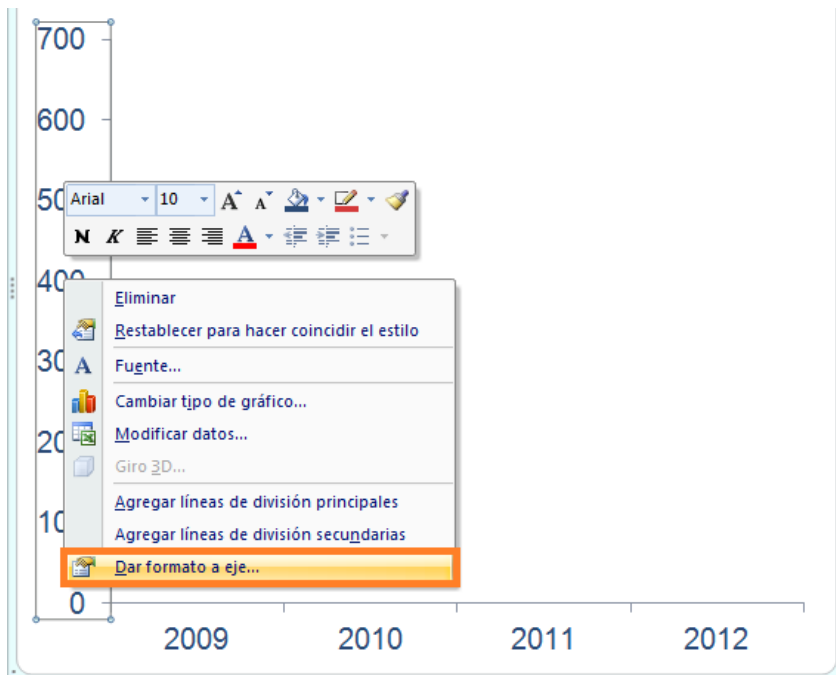 700
600
50
Arial 10 A A
N K A
400
Eliminar
Restablecer para hacer coincidir el estilo
30
A Fuente...
Cambiar tipo de gráfico...
20
Modificar datos...
Giro 3D...
Agregar líneas de división principales
10
Agregar líneas de división secundarias
Dar formato a eje...
0
2009 2010 2011 2012